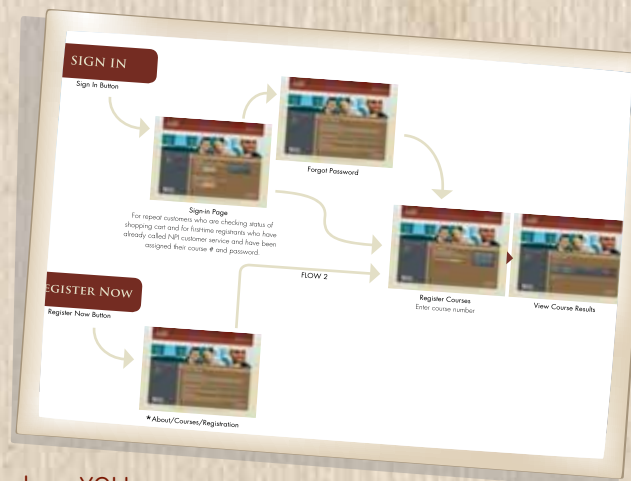 SIGN IN
Sign In Button
Forgot Password
Sign-in Page
For repeat customers who are checking status of
shopping cart and for first-time registrants who have
already called NPI customer service and have been
assigned their course # and password.
FLOW 2
Register Courses
Enter course number
View Course Results
EGISTER NOW
Register Now Button
*About/Courses/Registration
YOU